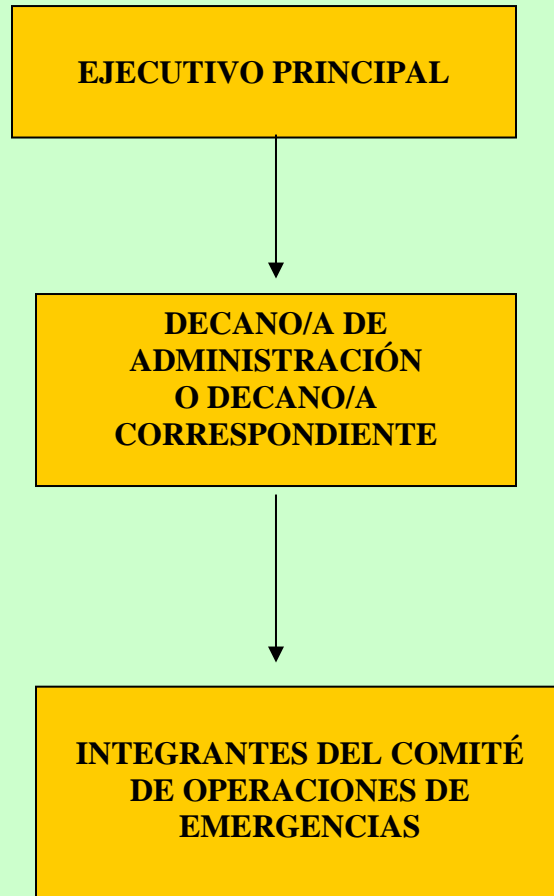 EJECUTIVO PRINCIPAL
DECANO/A DE
ADMINISTRACIÓN
O DECANO/A
CORRESPONDIENTE
INTEGRANTES DEL COMITÉ
DE OPERACIONES DE
EMERGENCIAS